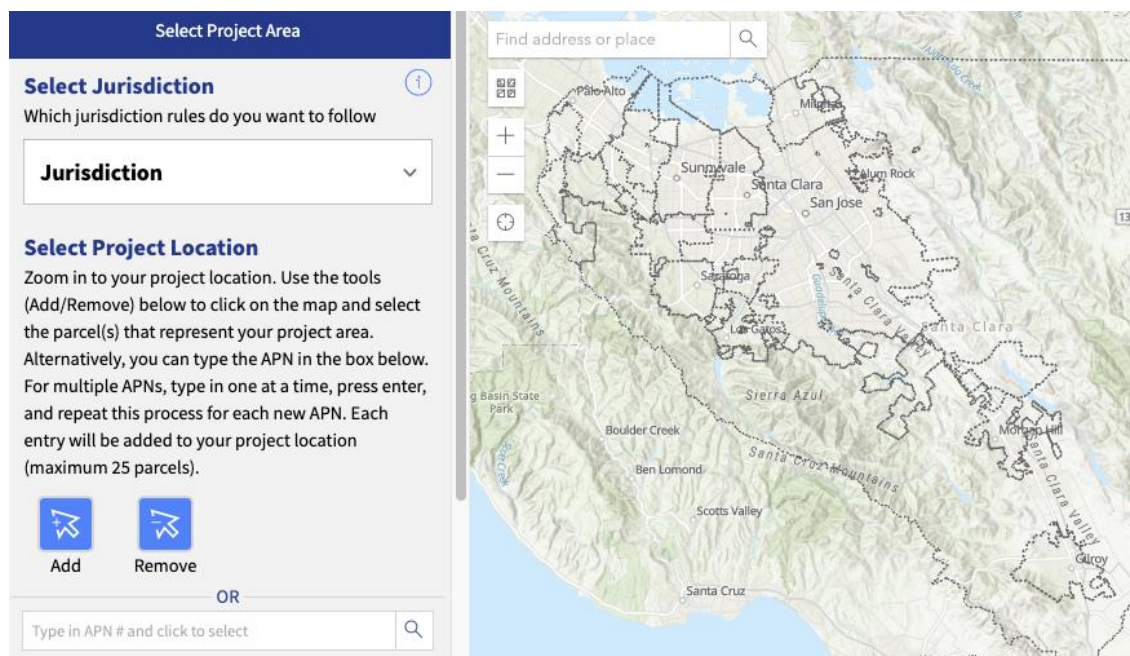 Select Project Area
Select Jurisdiction
Which jurisdiction rules do you want to follow
Jurisdiction
Select Project Location
Zoom in to your project location. Use the tools
(Add/Remove) below to click on the map and select
the parcel(s) that represent your project area.
Alternatively, you can type the APN in the box below.
For multiple APNs, type in one at a time, press enter,
and repeat this process for each new APN. Each
entry will be added to your project location
(maximum 25 parcels).
Add
Remove
OR
Type in APN # and click to select
Find address or place
Palo Alto
Sunnyvale
Santa Clara
Alum Rock
San Jose
13
Saratoga
Los Gatos
Santa Clara Valley
Santa Clara
Sierra Azul
Basin State
Park
Boulder Creek
Morgan Hill
Ben Lomond
Santa Cruz Mountains
Scotts Valley
Santa Clara Valley
Gilroy
Santa Cruz